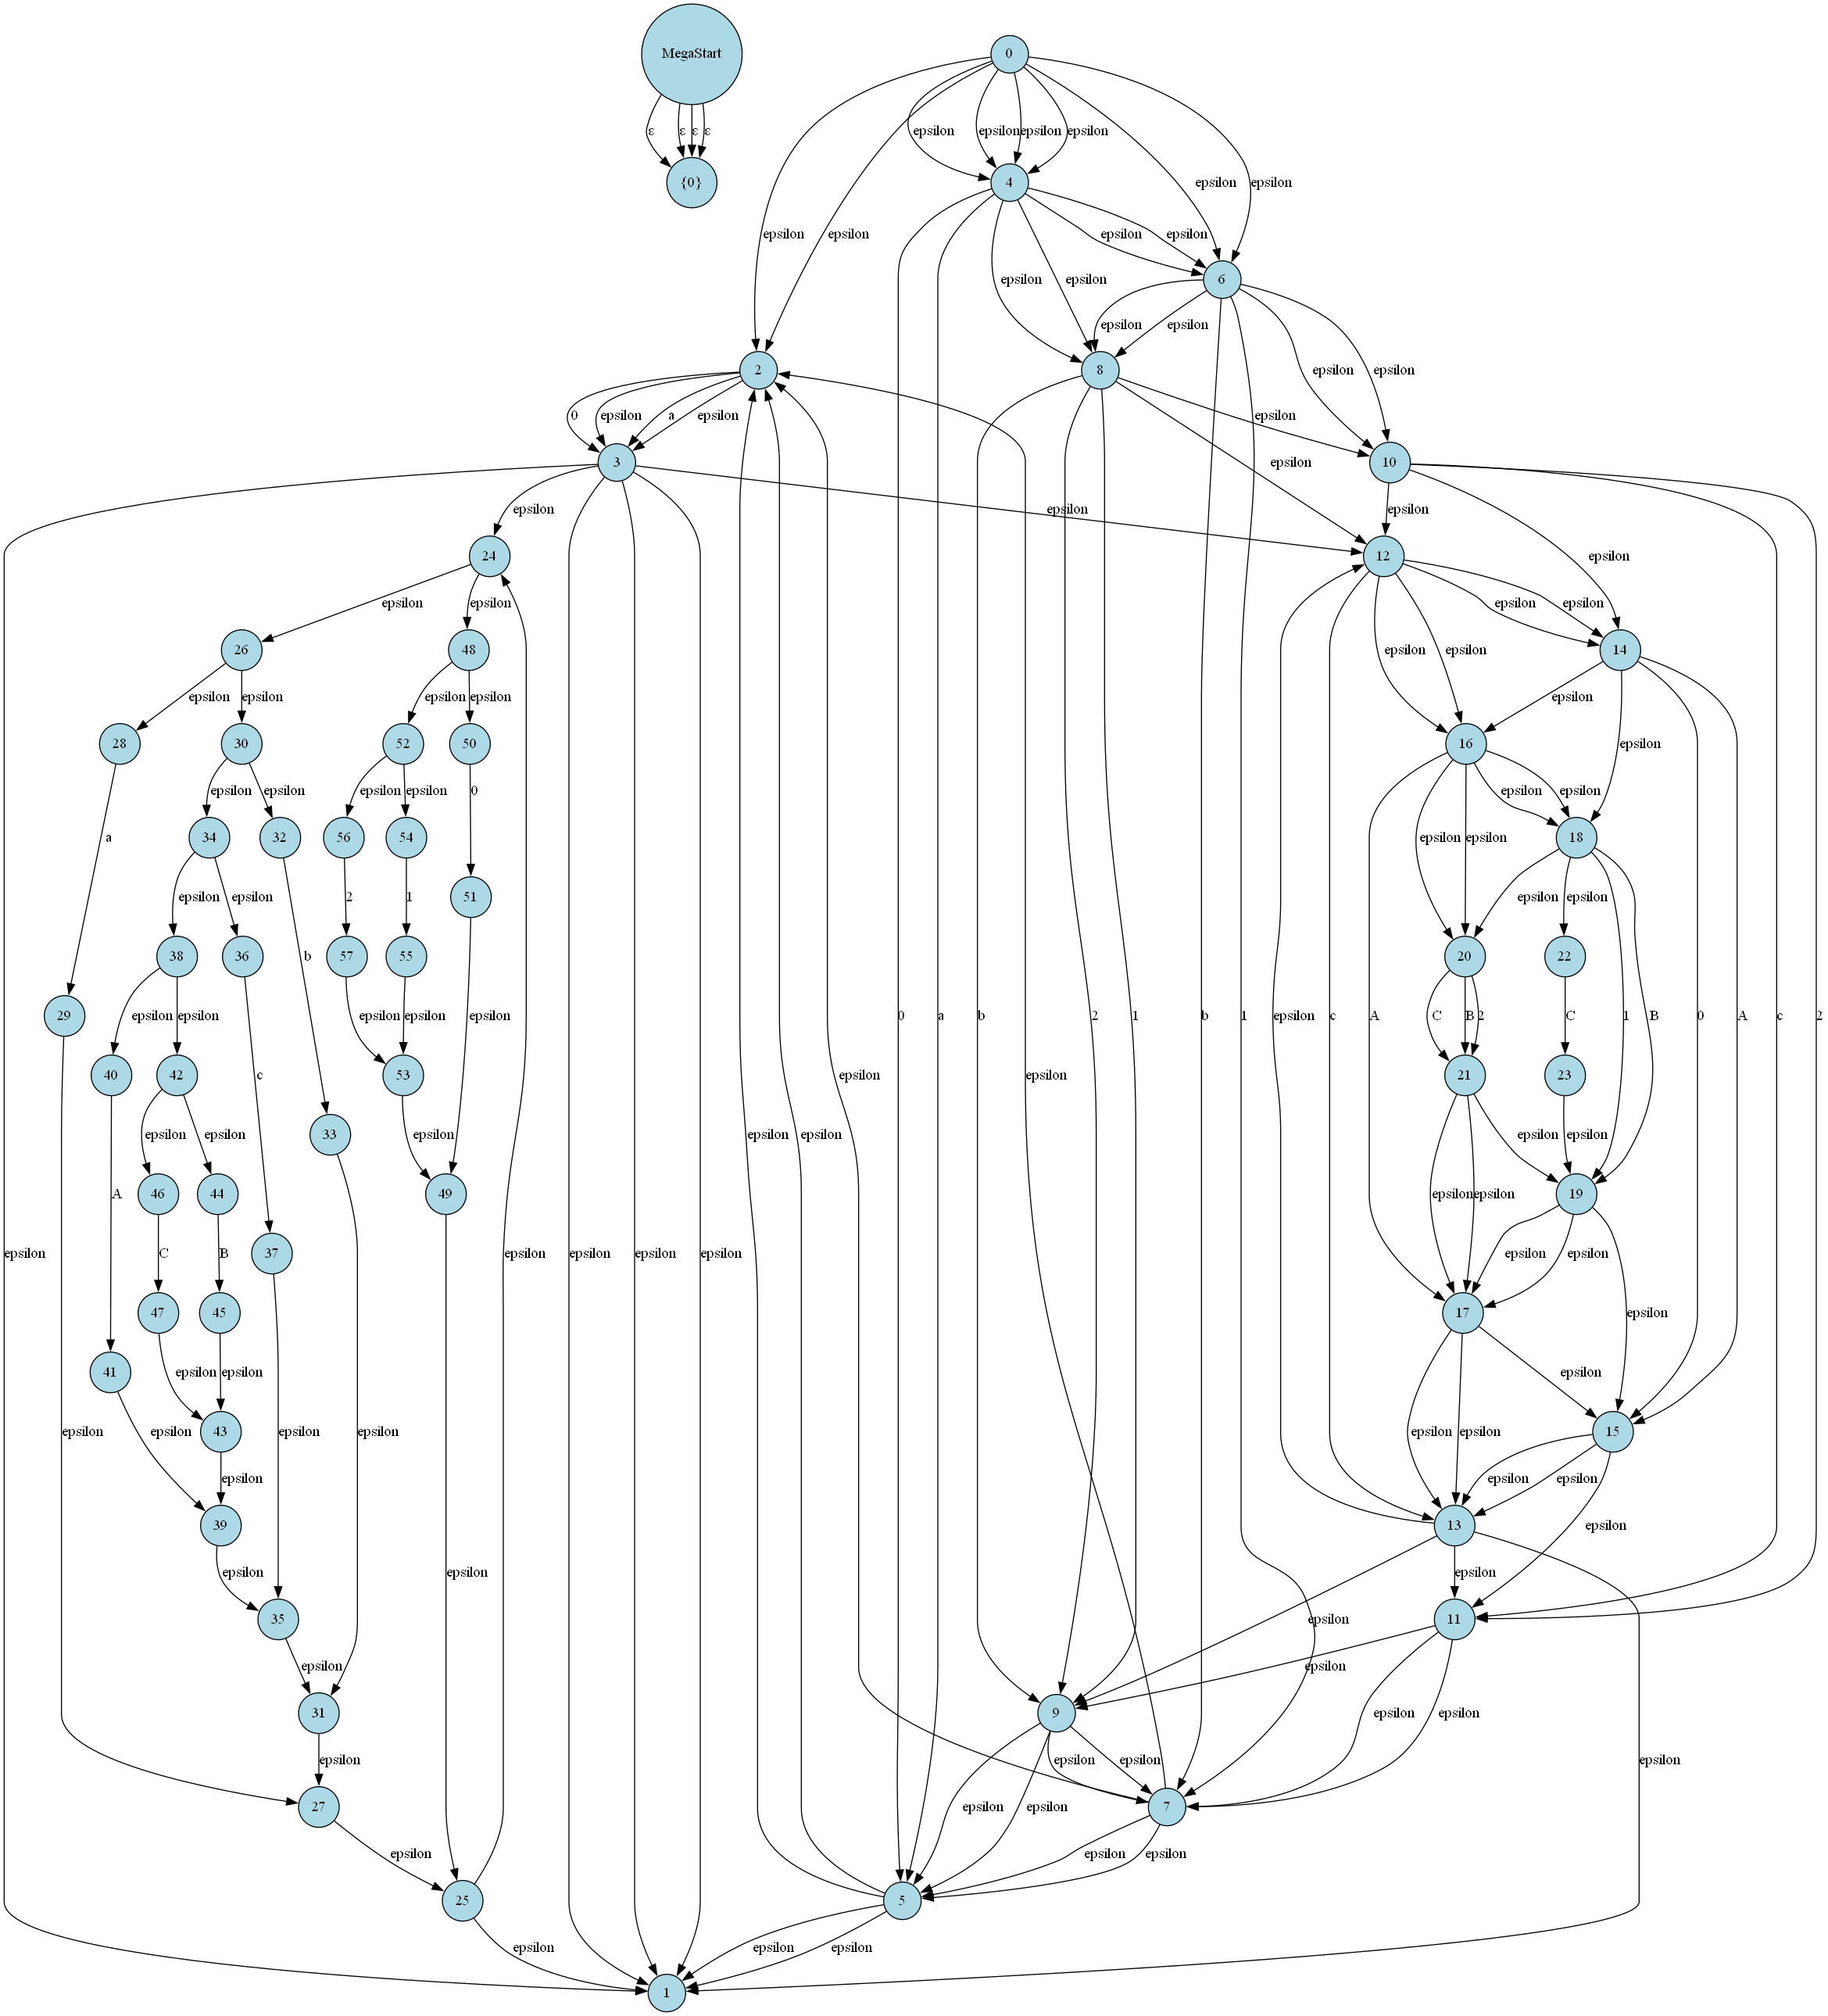 MegaStart
0
ε ε ε ε
epsilon epsilon epsilon epsilon
{0}
4
epsilon epsilon
epsilon epsilon epsilon epsilon
6
epsilon epsilon
epsilon epsilon
epsilon epsilon
2
8
0 epsilon a epsilon
epsilon
3
10
epsilon epsilon epsilon
epsilon
24
12
epsilon
epsilon epsilon
epsilon epsilon
26
48
14
epsilon epsilon epsilon epsilon
epsilon epsilon
epsilon
28
30
52
50
16
epsilon epsilon epsilon epsilon 0
epsilon epsilon
epsilon
34
32
56
54
18
a
epsilon epsilon 2 1
51
epsilon epsilon epsilon epsilon
38
36
57
55
20
22
b
29
epsilon epsilon c epsilon epsilon epsilon
0 a b 2 1 b 1 epsilon c A C B 2 C 1 B 0 A c 2
40
42
53
21
23
epsilon epsilon
33
epsilon
epsilon epsilon
46
44
49
19
A
C B
37
epsilon epsilon epsilon epsilon epsilon
epsilon epsilon epsilon epsilon epsilon
47
45
17
epsilon
41
epsilon epsilon
43
15
epsilon epsilon epsilon epsilon
epsilon epsilon
epsilon
epsilon epsilon
39
13
epsilon
epsilon
epsilon
epsilon
35
11
epsilon
epsilon
epsilon
31
9
epsilon epsilon
epsilon
epsilon epsilon epsilon
27
7
epsilon epsilon
epsilon
epsilon epsilon
25
5
epsilon
epsilon epsilon
1